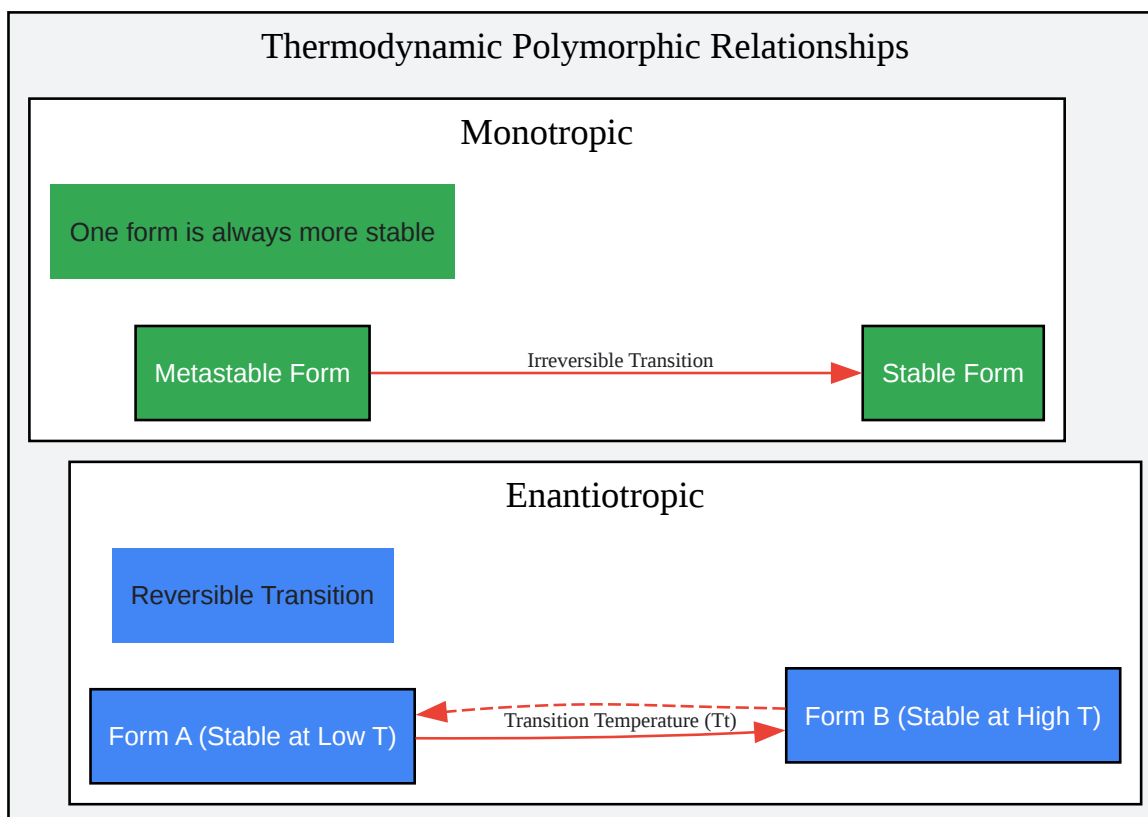 Thermodynamic Polymorphic Relationships
Monotropic
One form is always more stable
Metastable Form
Irreversible Transition
Stable Form
Enantiotropic
Reversible Transition
Form A (Stable at Low T)
Transition Temperature (Tt)
Form B (Stable at High T)